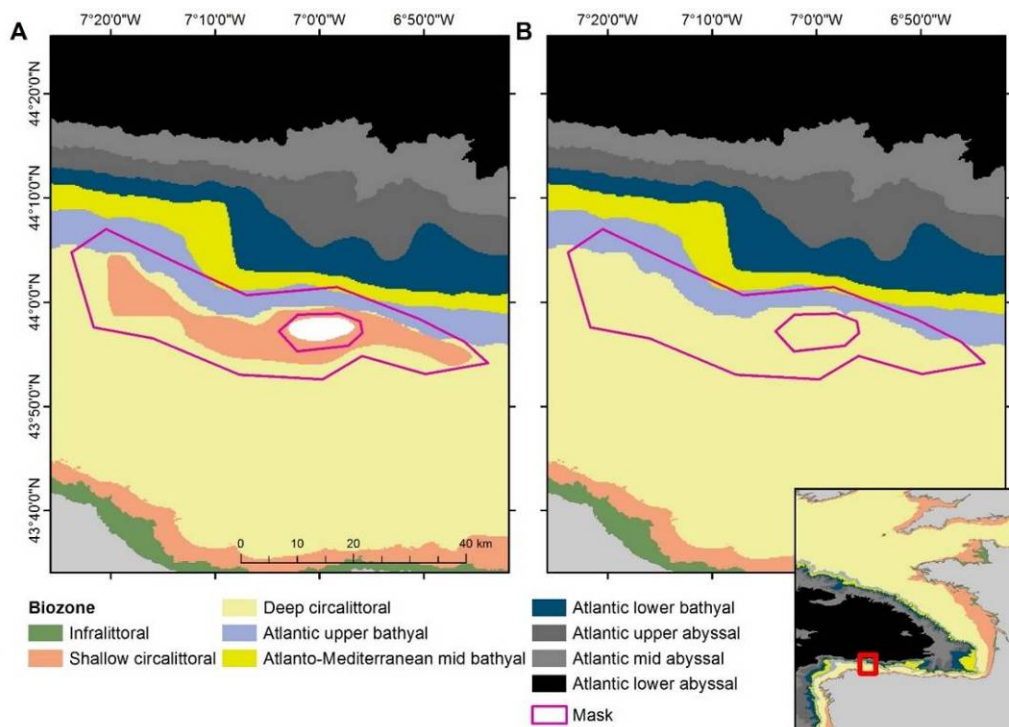 A
7°20'0"W 7°10'0"W 7°0'0"W 6°50'0"W
B
7°20'0"W 7°10'0"W 7°0'0"W 6°50'0"W
44°20'0"N
44°10'0"N
44°0'0"N
43°50'0"N
43°40'0"N
0 10 20 40 km
Biozone
Infralittoral
Shallow circalittoral
Deep circalittoral
Atlantic upper bathyal
Atlanto-Mediterranean mid bathyal
Atlantic lower bathyal
Atlantic upper abyssal
Atlantic mid abyssal
Atlantic lower abyssal
Mask